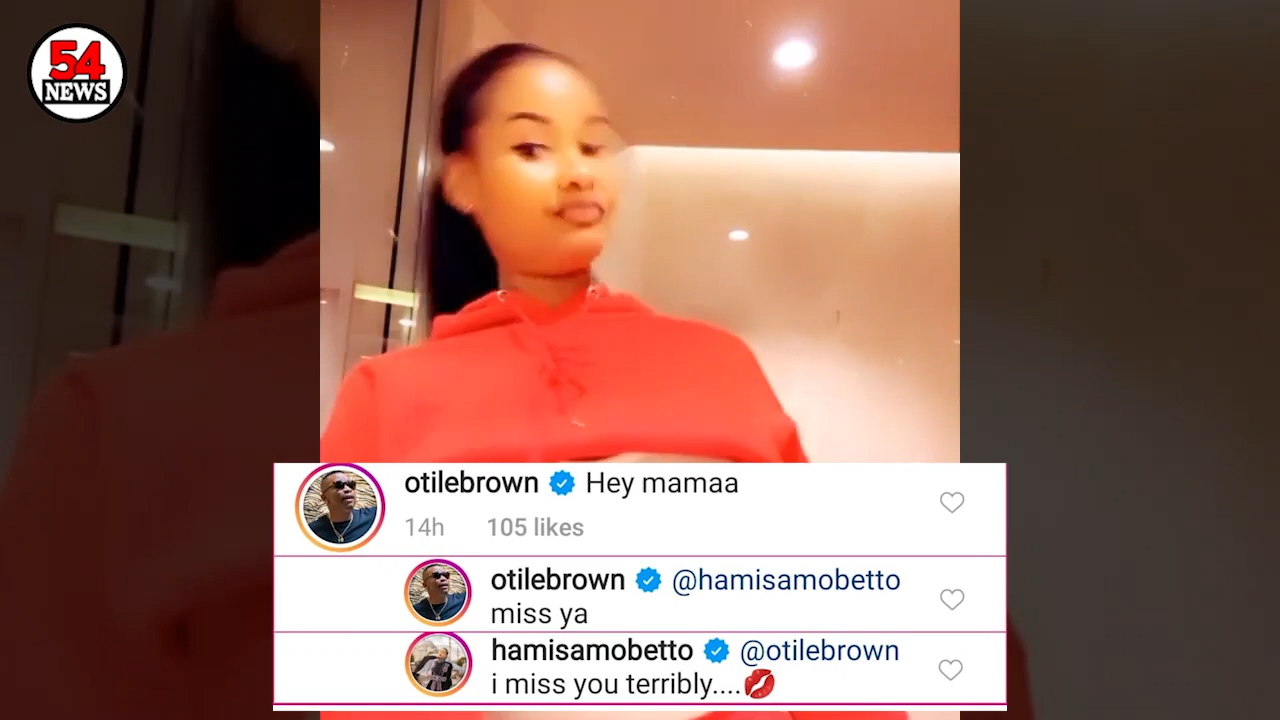 54
NEWS
otilebrown Hey mamaa
14h 105 likes
otilebrown @hamisamobetto
miss ya
hamisamobetto @otilebrown
i miss you terribly....💋